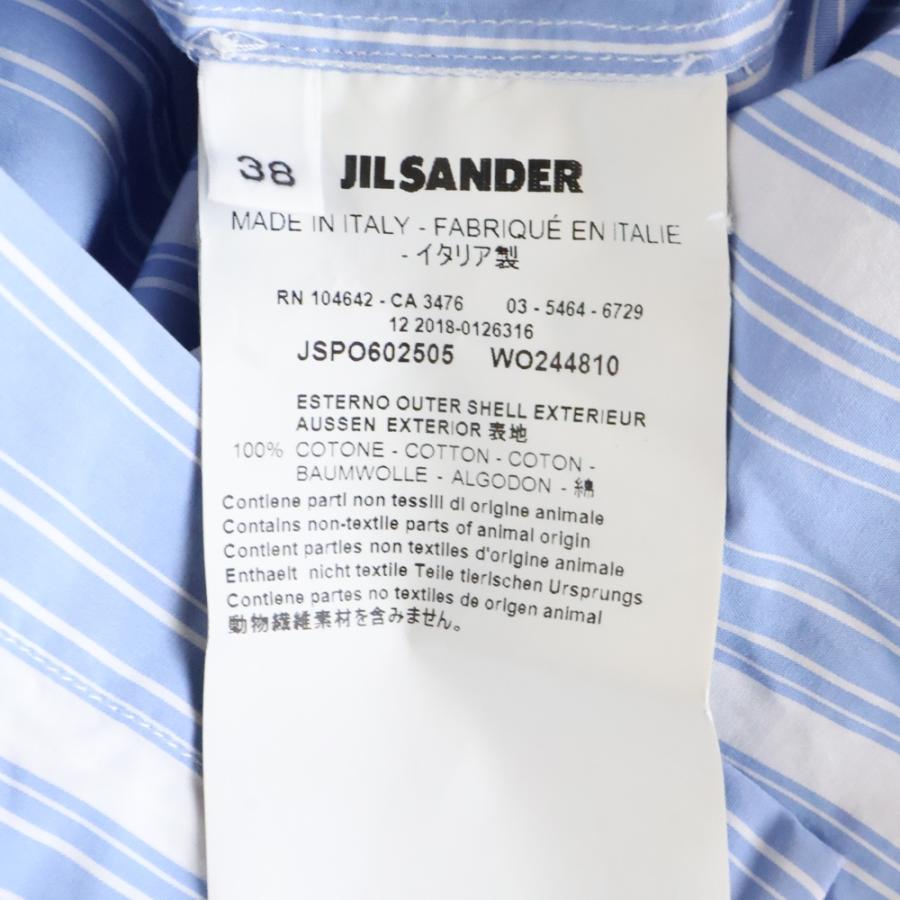 38 JIL SANDER
MADE IN ITALY - FABRIQUÉ EN ITALIE
- イタリア製
RN 104642 - CA 3476 03 - 5464 - 6729
12 2018-0126316
JSPO602505 WO244810
ESTERNO OUTER SHELL EXTERIEUR
AUSSEN EXTERIOR 表地
100% COTONE - COTTON - COTON -
BAUMWOLLE - ALGODON - 綿
Contiene parti non tessili di origine animale
Contains non-textile parts of animal origin
Contient parties non textiles d'origine animale
Enthaelt nicht textile Teile tierischen Ursprungs
Contiene partes no textiles de origen animal
動物繊維素材を含みません。